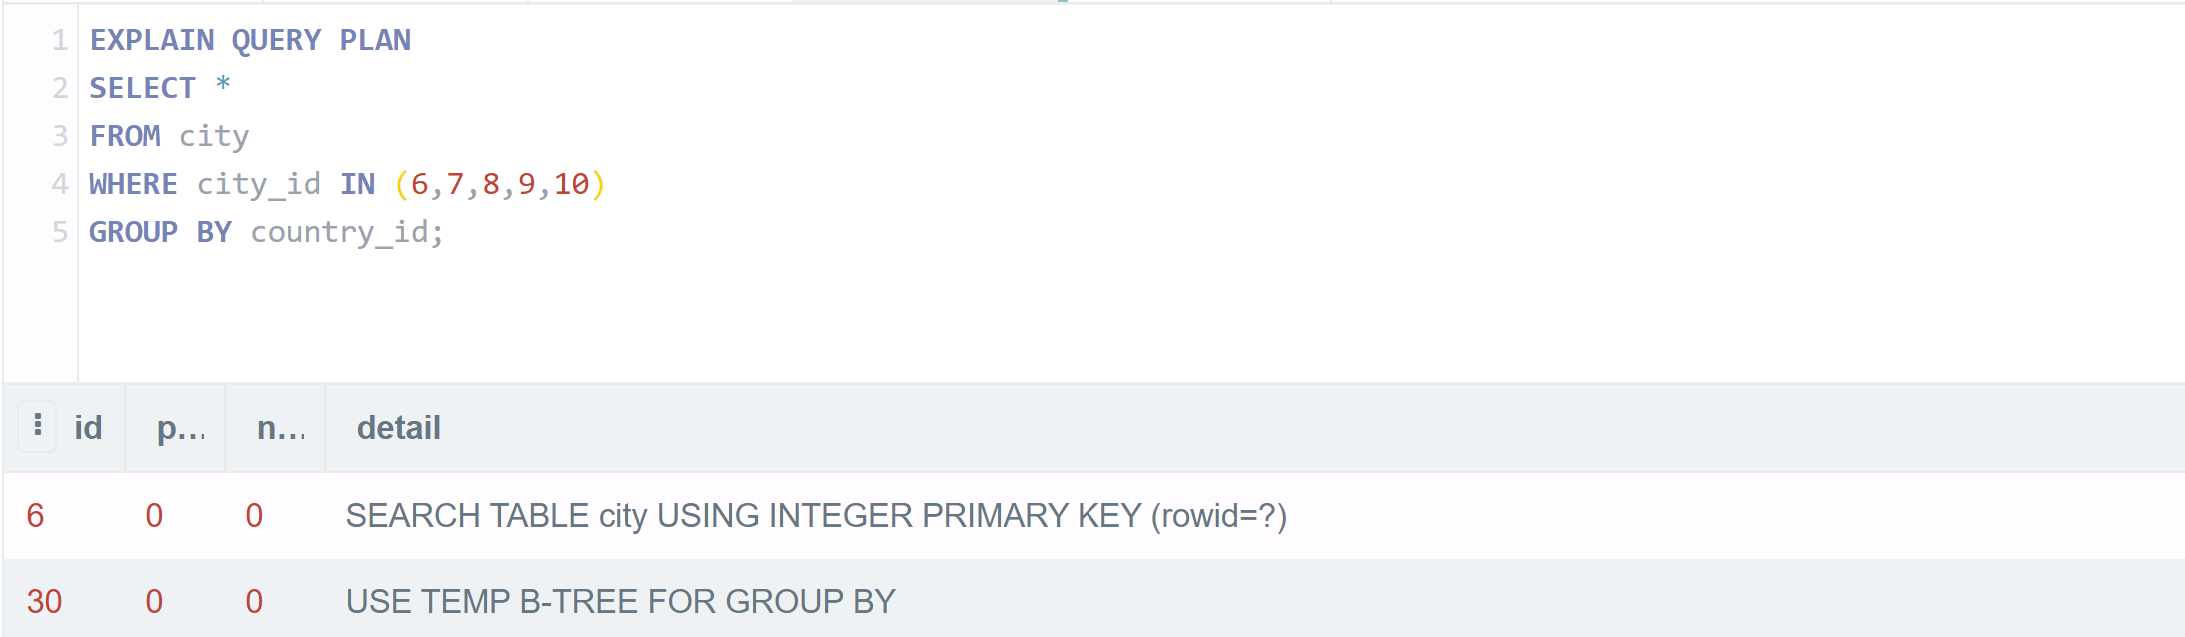 1 EXPLAIN QUERY PLAN
2 SELECT *
3 FROM city
4 WHERE city_id IN (6,7,8,9,10)
5 GROUP BY country_id;
id p... n... detail
6 0 0 SEARCH TABLE city USING INTEGER PRIMARY KEY (rowid=?)
30 0 0 USE TEMP B-TREE FOR GROUP BY